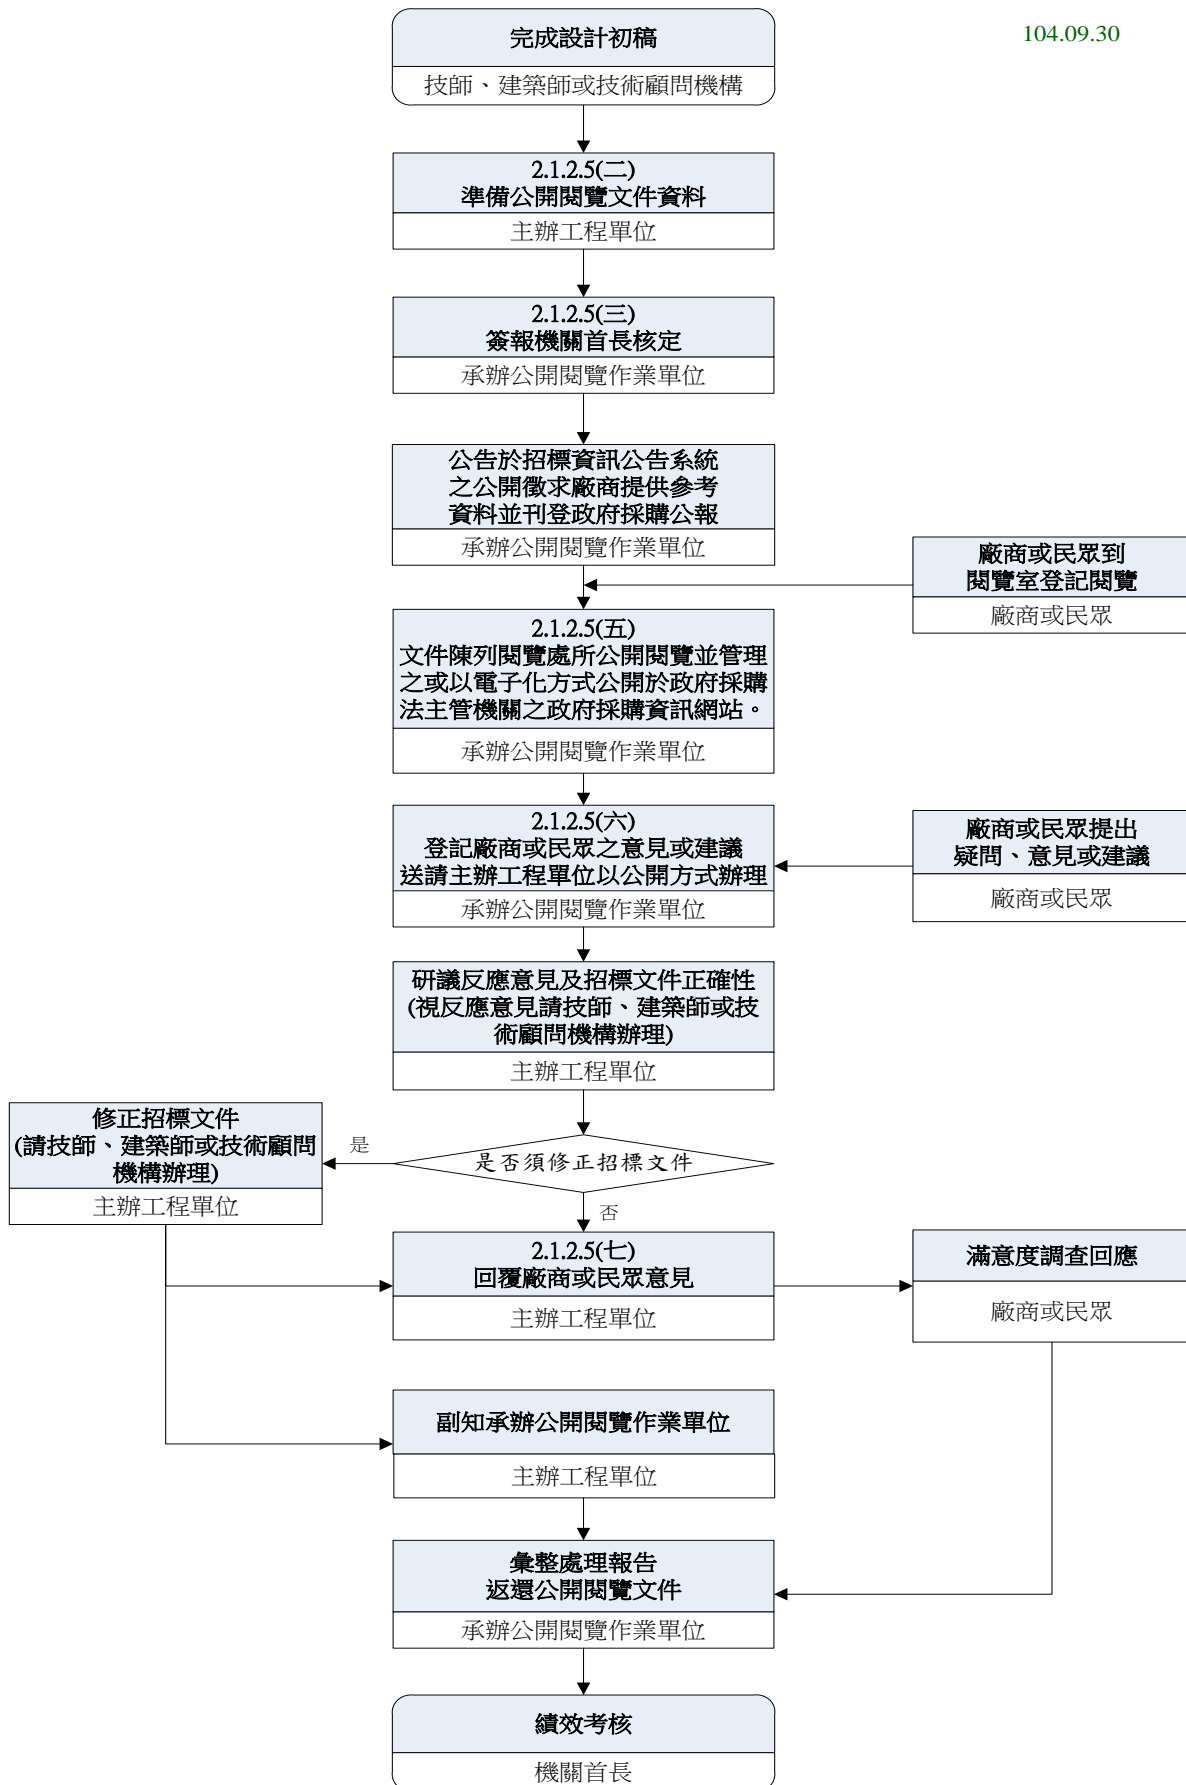 104.09.30
完成設計初稿
技師、建築師或技術顧問機構
2.1.2.5(二)
準備公開閱覽文件資料
主辦工程單位
2.1.2.5(三)
簽報機關首長核定
承辦公開閱覽作業單位
公告於招標資訊公告系統
之公開徵求廠商提供參考
資料並刊登政府採購公報
承辦公開閱覽作業單位
廠商或民眾到
閱覽室登記閱覽
廠商或民眾
2.1.2.5(五)
文件陳列閱覽處所公開閱覽並管理
之或以電子化方式公開於政府採購
法主管機關之政府採購資訊網站。
承辦公開閱覽作業單位
2.1.2.5(六)
登記廠商或民眾之意見或建議
送請主辦工程單位以公開方式辦理
承辦公開閱覽作業單位
廠商或民眾提出
疑問、意見或建議
廠商或民眾
研議反應意見及招標文件正確性
(視反應意見請技師、建築師或技
術顧問機構辦理)
主辦工程單位
是否須修正招標文件
是
修正招標文件
(請技師、建築師或技術顧問
機構辦理)
主辦工程單位
否
2.1.2.5(七)
回覆廠商或民眾意見
主辦工程單位
滿意度調查回應
廠商或民眾
副知承辦公開閱覽作業單位
主辦工程單位
彙整處理報告
返還公開閱覽文件
承辦公開閱覽作業單位
績效考核
機關首長